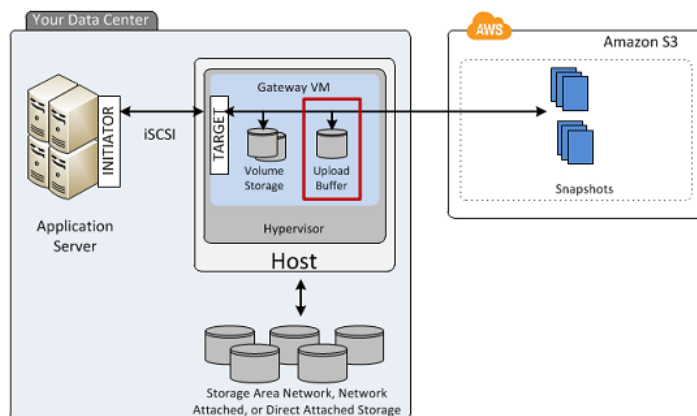 Your Data Center
AWS
Amazon S3
Gateway VM
INITIATOR
iSCSI
TARGET
Volume
Storage
Upload
Buffer
Snapshots
Application
Server
Hypervisor
Host
Storage Area Network, Network
Attached, or Direct Attached Storage